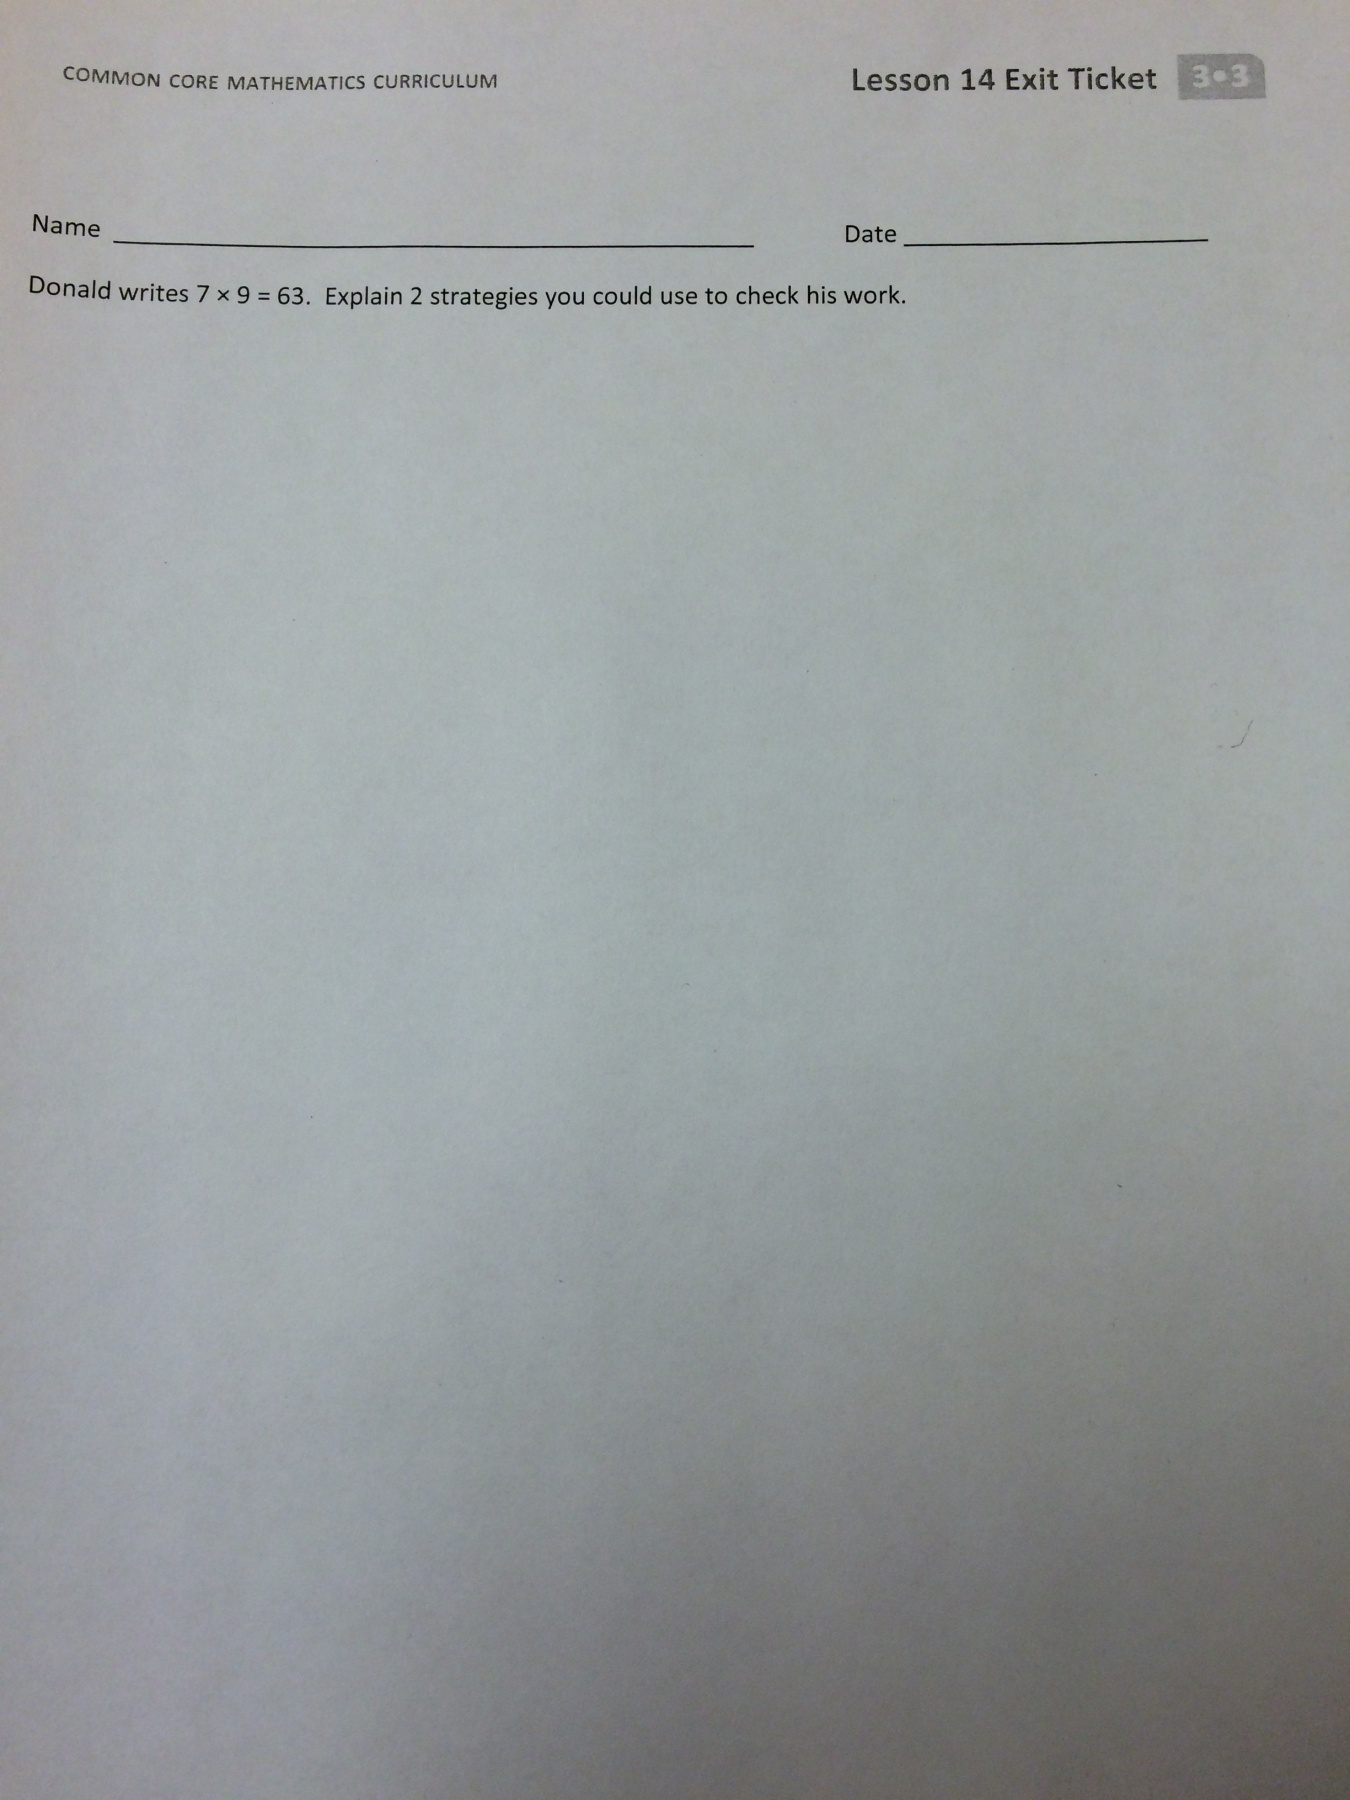 COMMON CORE MATHEMATICS CURRICULUM
Lesson 14 Exit Ticket 3•3
Name
Date
Donald writes 7 × 9 = 63. Explain 2 strategies you could use to check his work.